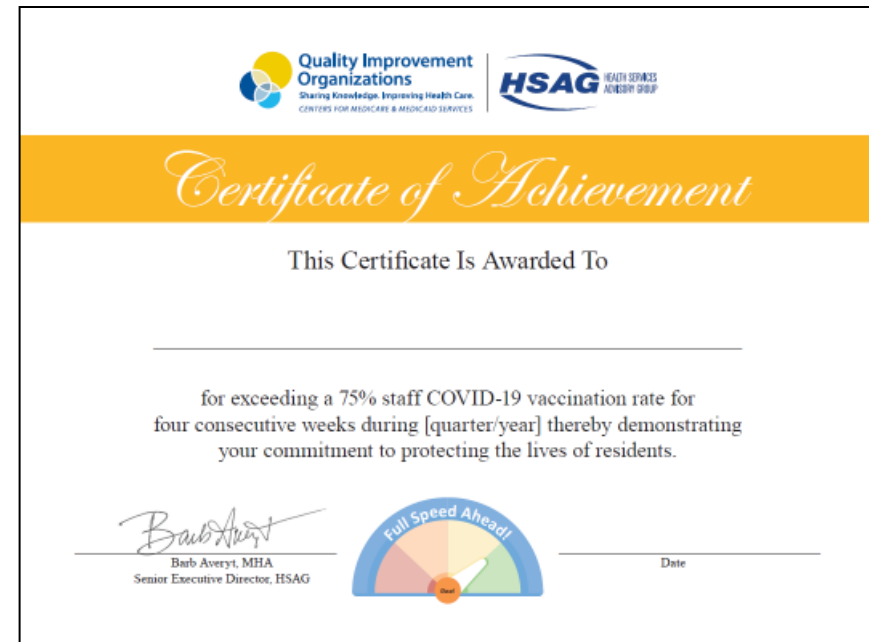 Quality Improvement
Organizations
Sharing Knowledge. Improving Health Care.
CENTERS FOR MEDICARE & MEDICAID SERVICES
HSAG HEALTH SERVICES
ADVISORY GROUP
Certificate of Achievement
This Certificate Is Awarded To
for exceeding a 75% staff COVID-19 vaccination rate for
four consecutive weeks during [quarter/year] thereby demonstrating
your commitment to protecting the lives of residents.
Barb Averyt
Full Speed Ahead!
Barb Averyt, MHA
Senior Executive Director, HSAG
Date